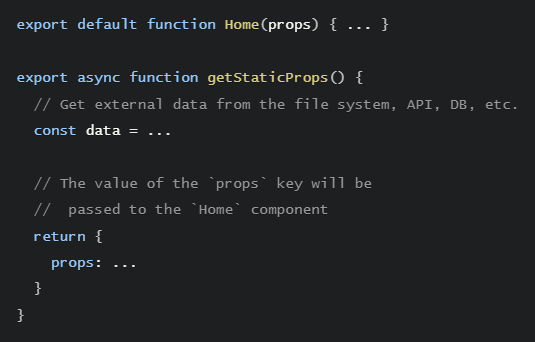 export default function Home(props) { ... }
export async function getStaticProps() {
// Get external data from the file system, API, DB, etc.
const data = ...
// The value of the `props` key will be
//  passed to the `Home` component
return {
props: ...
}
}